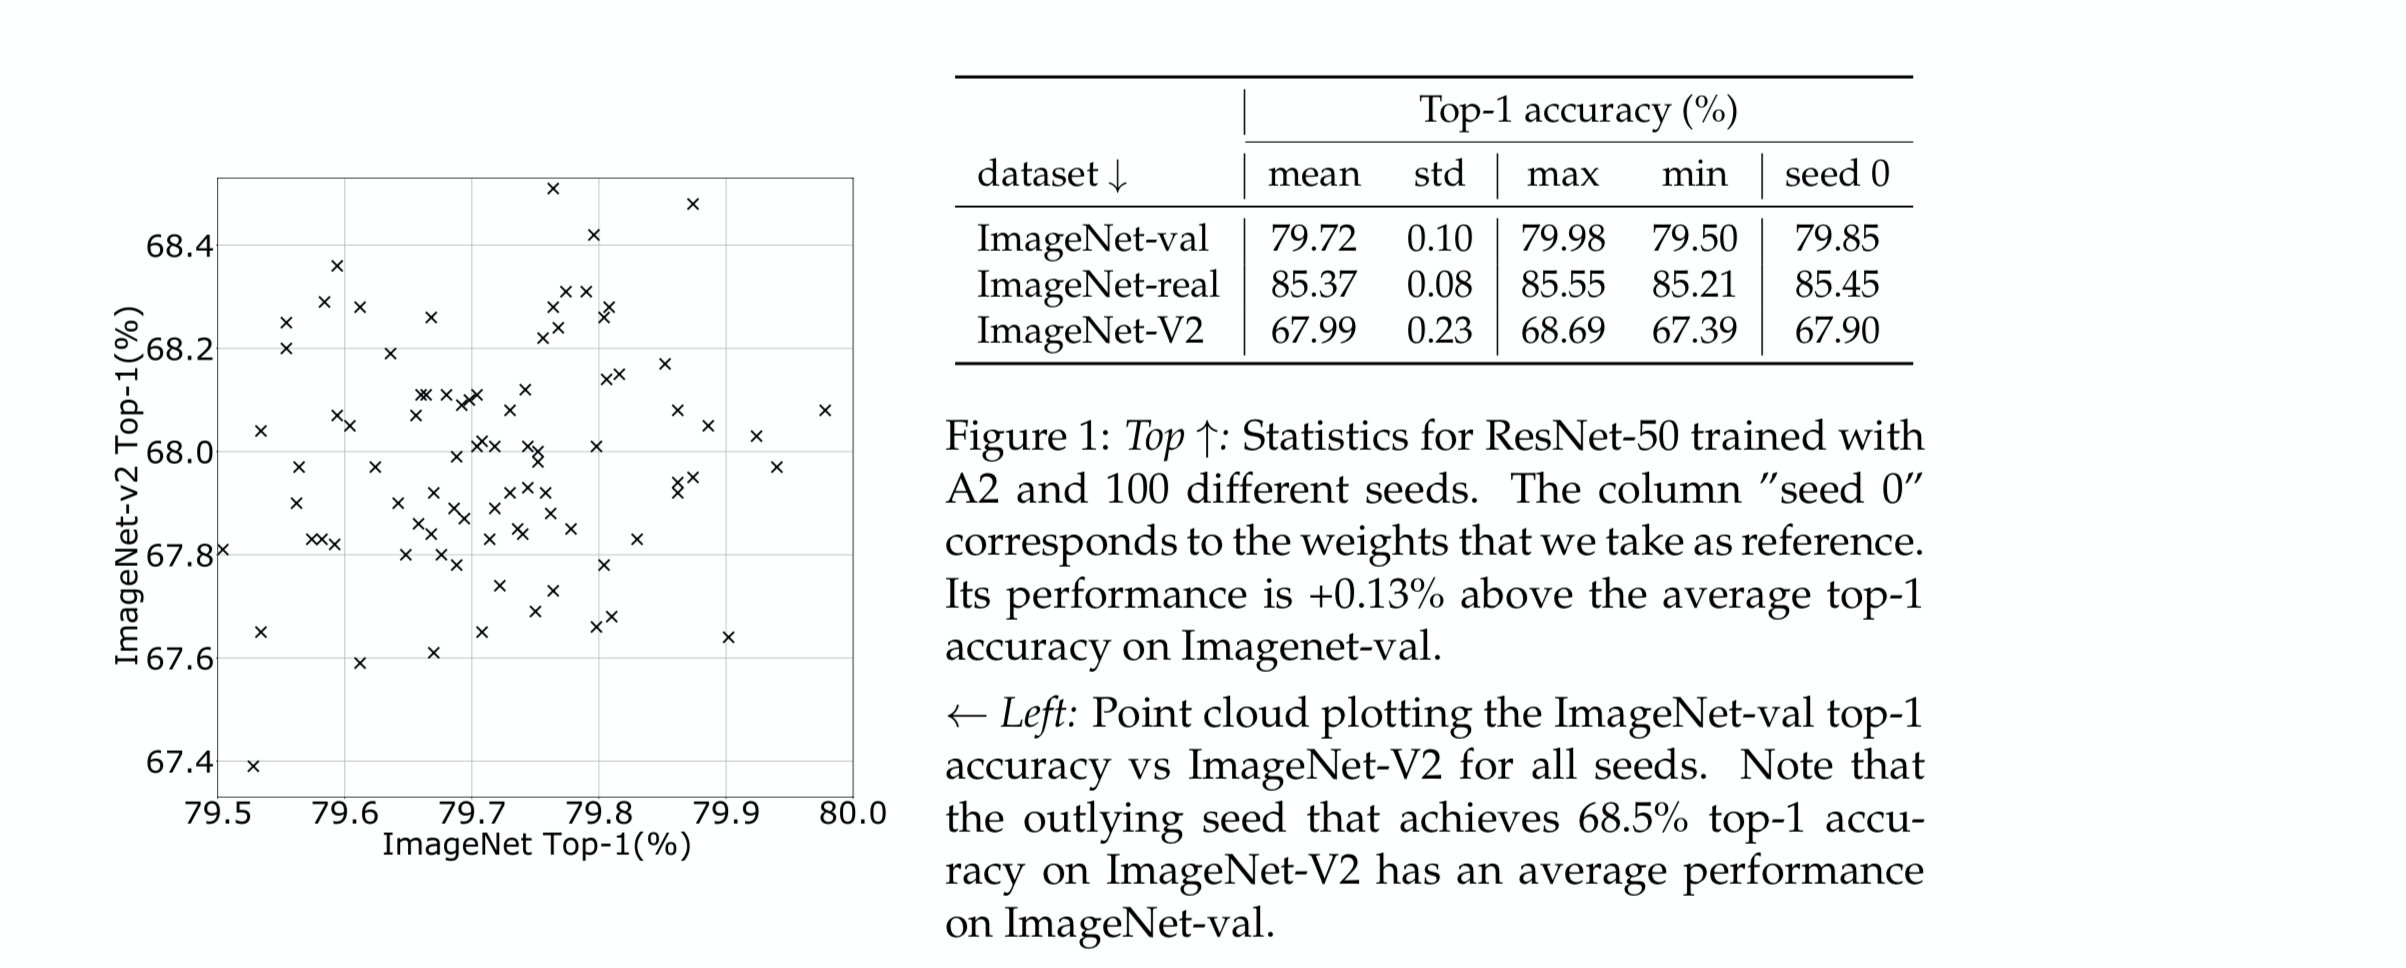 68.4
68.2
68.0
67.8
67.6
67.4
ImageNet-v2 Top-1(%)
79.5 79.6 79.7 79.8 79.9 80.0
ImageNet Top-1(%)
Top-1 accuracy (%)
dataset ↓ mean std max min seed 0
ImageNet-val 79.72 0.10 79.98 79.50 79.85
ImageNet-real 85.37 0.08 85.55 85.21 85.45
ImageNet-V2 67.99 0.23 68.69 67.39 67.90
Figure 1: Top ↑: Statistics for ResNet-50 trained with
A2 and 100 different seeds. The column ”seed 0”
corresponds to the weights that we take as reference.
Its performance is +0.13% above the average top-1
accuracy on Imagenet-val.
← Left: Point cloud plotting the ImageNet-val top-1
accuracy vs ImageNet-V2 for all seeds. Note that
the outlying seed that achieves 68.5% top-1 accu-
racy on ImageNet-V2 has an average performance
on ImageNet-val.